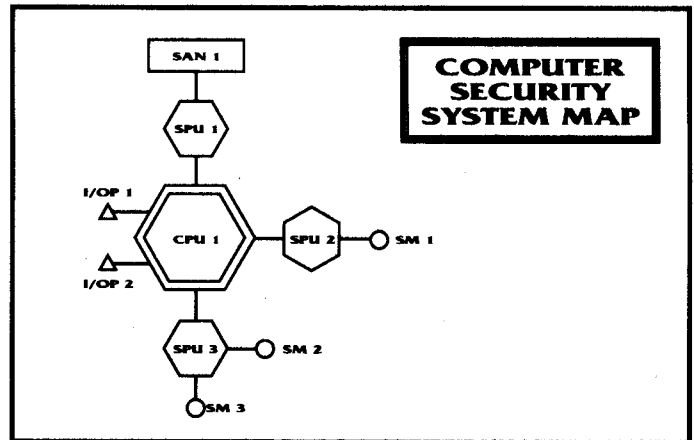 SAN 1
COMPUTER
SECURITY
SYSTEM MAP
SPU 1
I/OP 1
CPU 1
SPU 2
SM 1
I/OP 2
SPU 3
SM 2
SM 3